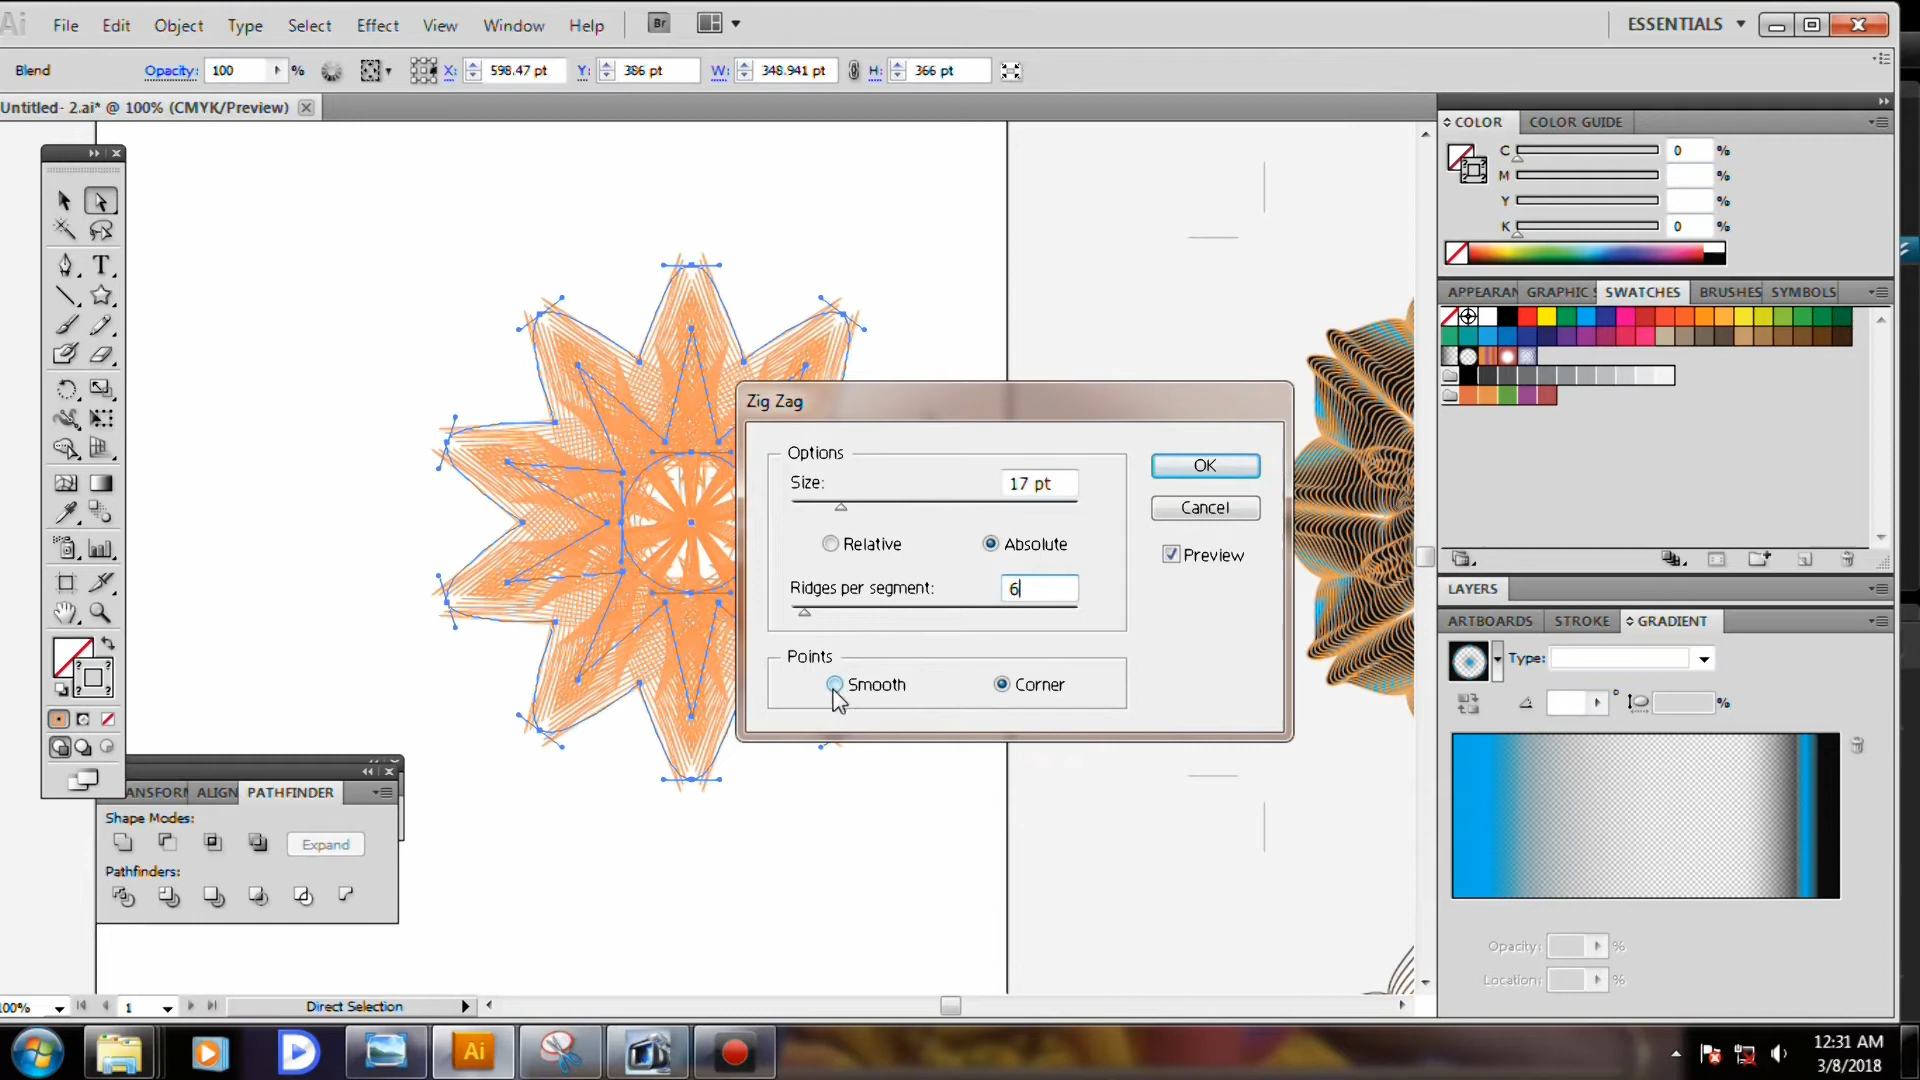 Ai File Edit Object Type Select Effect View Window Help Br ESSENTIALS
Blend Opacity: 100 % X: 598.47 pt Y: 386 pt W: 348.941 pt H: 366 pt
Untitled- 2.ai* @ 100% (CMYK/Preview)
COLOR COLOR GUIDE
C 0 %
M %
Y %
K 0 %
APPEARAN GRAPHIC S SWATCHES BRUSHES SYMBOLS
Zig Zag
Options
Size: 17 pt
Relative Absolute
Ridges per segment: 6
Points
Smooth Corner
OK
Cancel
Preview
LAYERS
ARTBOARDS STROKE GRADIENT
Type:
° %
Opacity: %
Location: %
T
? ?
? ?
ANSFORM ALIGN PATHFINDER
Shape Modes:
Expand
Pathfinders:
100% 1 Direct Selection
Ai
12:31 AM
3/8/2018